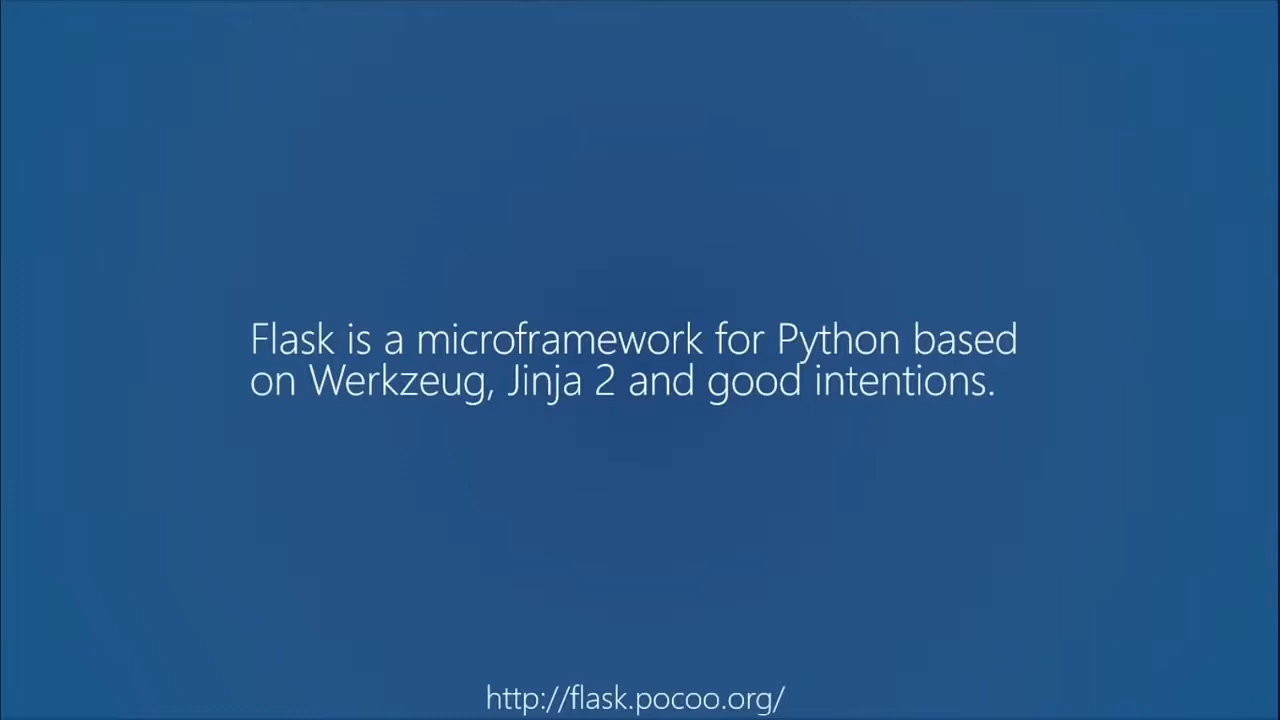 Flask is a microframework for Python based
on Werkzeug, Jinja 2 and good intentions.
http://flask.pocoo.org/